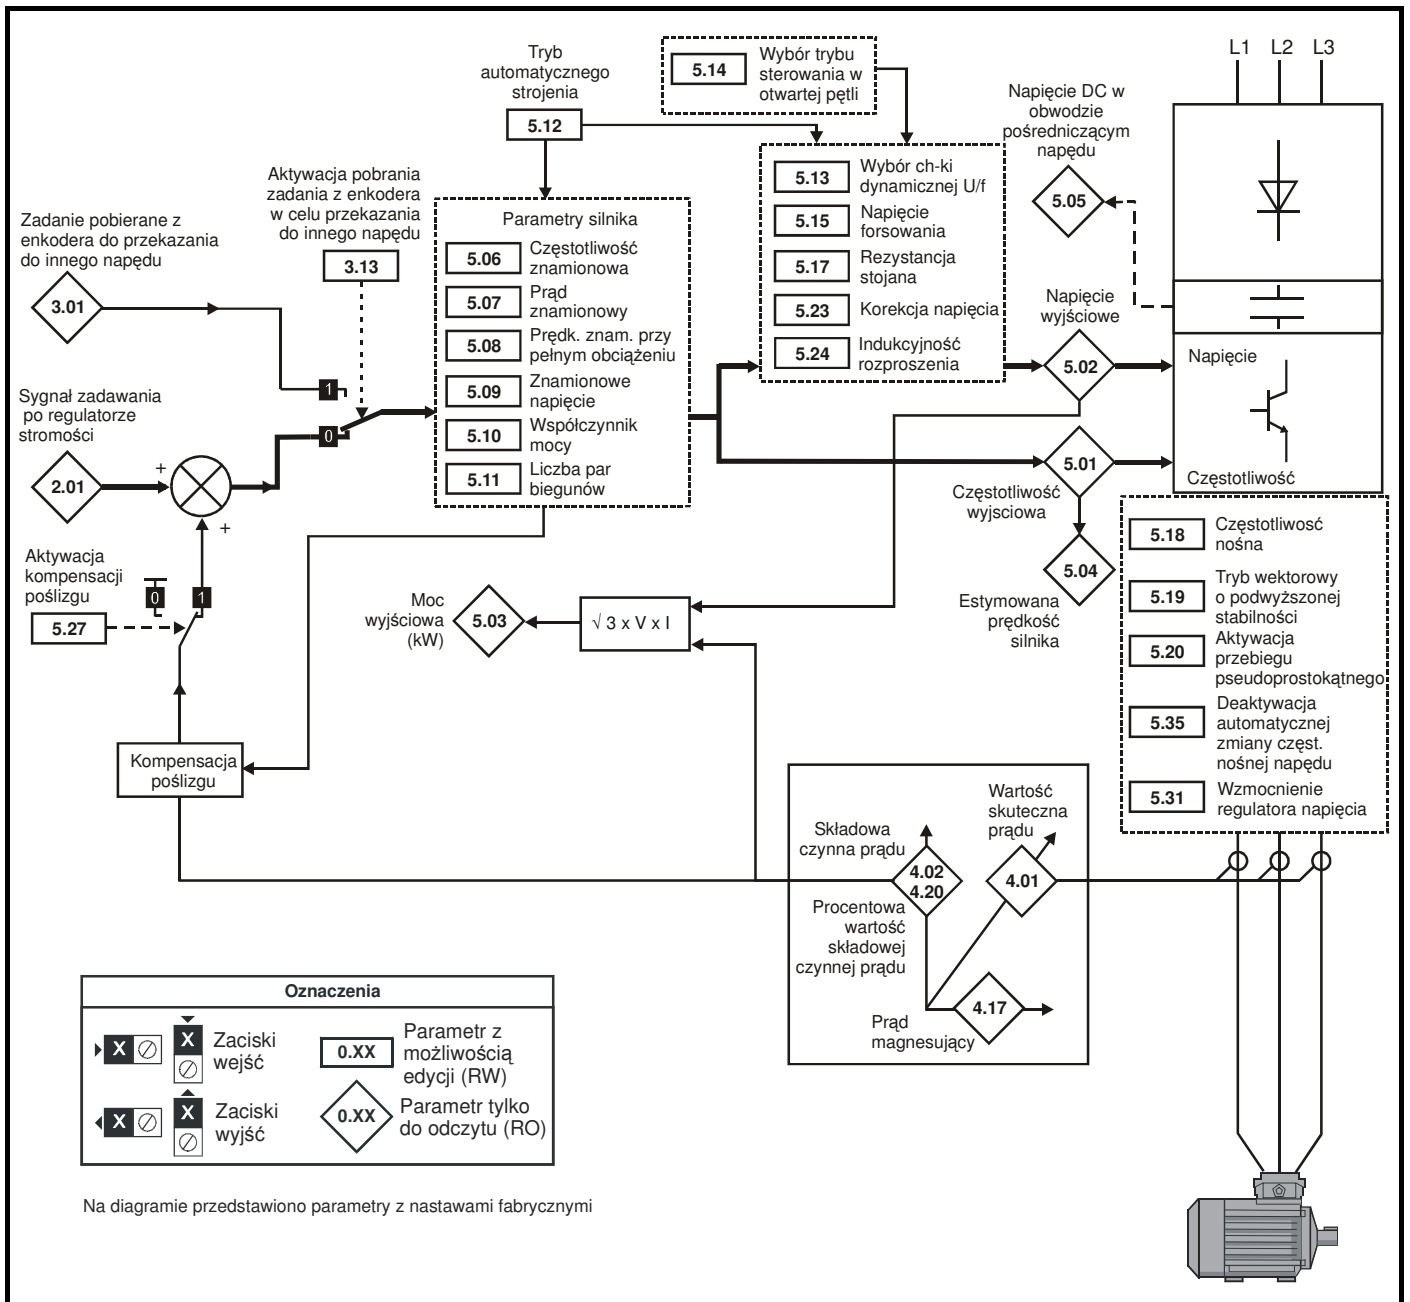 L1 L2 L3
Tryb
automatycznego
strojenia
5.12
5.14
Wybór trybu
sterowania w
otwartej pętli
Napięcie DC w
obwodzie
pośredniczącym
napędu
5.05
Aktywacja pobrania
zadania z enkodera
w celu przekazania
do innego napędu
3.13
Zadanie pobierane z
enkodera do przekazania
do innego napędu
3.01
1
0
Sygnał zadawania
po regulatorze
stromości
2.01
+
+
Parametry silnika
5.06
Częstotliwość
znamionowa
5.07
Prąd
znamionowy
5.08
Prędk. znam. przy
pełnym obciążeniu
5.09
Znamionowe
napięcie
5.10
Współczynnik
mocy
5.11
Liczba par
biegunów
5.13
Wybór ch-ki
dynamicznej U/f
5.15
Napięcie
forsowania
5.17
Rezystancja
stojana
5.23
Korekcja napięcia
5.24
Indukcyjność
rozproszenia
Napięcie
wyjściowe
5.02
Napięcie
Częstotliwość
5.01
Częstotliwość
wyjsciowa
5.04
Estymowana
prędkość
silnika
Aktywacja
kompensacji
poślizgu
5.27
0
1
Moc
wyjściowa
(kW)
5.03
√ 3 x V x I
Kompensacja
poślizgu
5.18
Częstotliwosć
nośna
5.19
Tryb wektorowy
o podwyższonej
stabilności
5.20
Aktywacja
przebiegu
pseudoprostokątnego
5.35
Deaktywacja
automatycznej
zmiany częst.
nośnej napędu
5.31
Wzmocnienie
regulatora napięcia
Składowa
czynna prądu
4.02
4.20
Procentowa
wartość
składowej
czynnej prądu
Wartość
skuteczna
prądu
4.01
Prąd
magnesujący
4.17
Oznaczenia
X
X
Zaciski
wejść
0.XX
Parametr z
możliwością
edycji (RW)
X
X
Zaciski
wyjść
0.XX
Parametr tylko
do odczytu (RO)
Na diagramie przedstawiono parametry z nastawami fabrycznymi